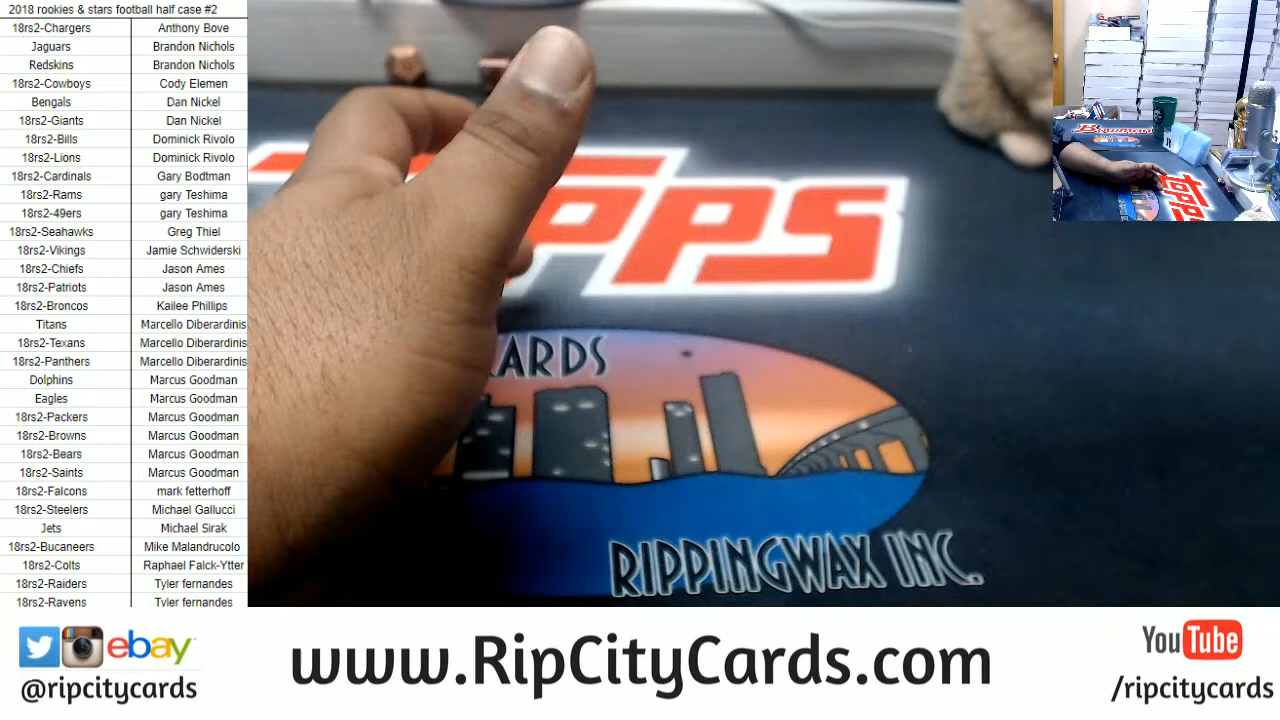 2018 rookies & stars football half case #2
18rs2-Chargers Anthony Bove
Jaguars Brandon Nichols
Redskins Brandon Nichols
18rs2-Cowboys Cody Elemen
Bengals Dan Nickel
18rs2-Giants Dan Nickel
18rs2-Bills Dominick Rivolo
18rs2-Lions Dominick Rivolo
18rs2-Cardinals Gary Bodtman
18rs2-Rams gary Teshima
18rs2-49ers gary Teshima
18rs2-Seahawks Greg Thiel
18rs2-Vikings Jamie Schwiderski
18rs2-Chiefs Jason Ames
18rs2-Patriots Jason Ames
18rs2-Broncos Kailee Phillips
Titans Marcello Diberardinis
18rs2-Texans Marcello Diberardinis
18rs2-Panthers Marcello Diberardinis
Dolphins Marcus Goodman
Eagles Marcus Goodman
18rs2-Packers Marcus Goodman
18rs2-Browns Marcus Goodman
18rs2-Bears Marcus Goodman
18rs2-Saints Marcus Goodman
18rs2-Falcons mark fetterhoff
18rs2-Steelers Michael Gallucci
Jets Michael Sirak
18rs2-Bucaneers Mike Malandrucolo
18rs2-Colts Raphael Falck-Ytter
18rs2-Raiders Tyler fernandes
18rs2-Ravens Tyler fernandes
PPS
CARDS
RIPPINGWAX INC.
Bowman
topps
ebay
@ripcitycards
www.RipCityCards.com
YouTube
/ripcitycards